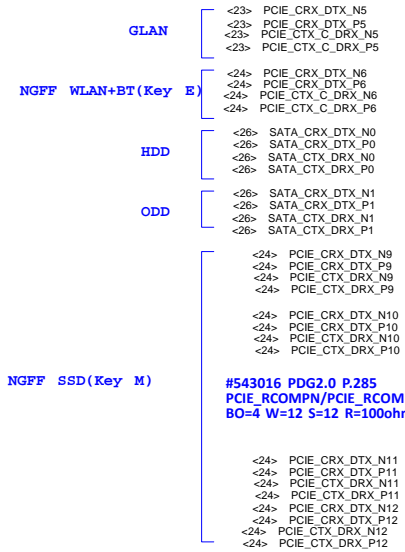 <23> PCIE_CRX_DTX_N5
<23> PCIE_CRX_DTX_P5
<23> PCIE_CTX_C_DRX_N5
<23> PCIE_CTX_C_DRX_P5
GLAN
<24> PCIE_CRX_DTX_N6
<24> PCIE_CRX_DTX_P6
<24> PCIE_CTX_C_DRX_N6
<24> PCIE_CTX_C_DRX_P6
NGFF WLAN+BT(Key E)
<26> SATA_CRX_DTX_N0
<26> SATA_CRX_DTX_P0
<26> SATA_CTX_DRX_N0
<26> SATA_CTX_DRX_P0
HDD
<26> SATA_CRX_DTX_N1
<26> SATA_CRX_DTX_P1
<26> SATA_CTX_DRX_N1
<26> SATA_CTX_DRX_P1
ODD
<24> PCIE_CRX_DTX_N9
<24> PCIE_CRX_DTX_P9
<24> PCIE_CTX_DRX_N9
<24> PCIE_CTX_DRX_P9
<24> PCIE_CRX_DTX_N10
<24> PCIE_CRX_DTX_P10
<24> PCIE_CTX_DRX_N10
<24> PCIE_CTX_DRX_P10
NGFF SSD(Key M)
#543016 PDG2.0 P.285
PCIE_RCOMPN/PCIE_RCOM
BO=4 W=12 S=12 R=100ohr
<24> PCIE_CRX_DTX_N11
<24> PCIE_CRX_DTX_P11
<24> PCIE_CTX_DRX_N11
<24> PCIE_CTX_DRX_P11
<24> PCIE_CRX_DTX_N12
<24> PCIE_CRX_DTX_P12
<24> PCIE_CTX_DRX_N12
<24> PCIE_CTX_DRX_P12